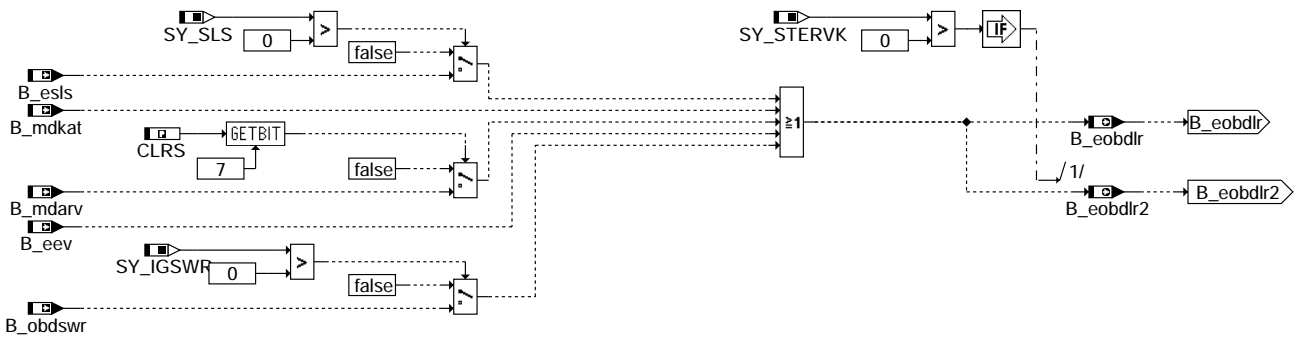 SY_SLS
0
>
false
B_esls
B_mdkat
CLRS
GETBIT
7
false
B_mdarv
B_eev
SY_IGSWR
0
>
false
B_obdswr
≥1
SY_STERVK
0
>
IF
B_eobdlr
B_eobdlr
/1/
B_eobdlr2
B_eobdlr2